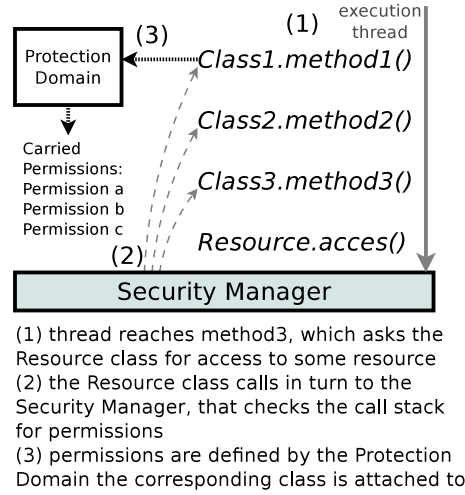 execution
thread
(1)
(3)
Protection
Domain
Class1.method1()
Class2.method2()
Carried
Permissions:
Permission a
Permission b
Permission c
Class3.method3()
(2)
Resource.acces()
Security Manager
(1) thread reaches method3, which asks the
Resource class for access to some resource
(2) the Resource class calls in turn to the
Security Manager, that checks the call stack
for permissions
(3) permissions are defined by the Protection
Domain the corresponding class is attached to